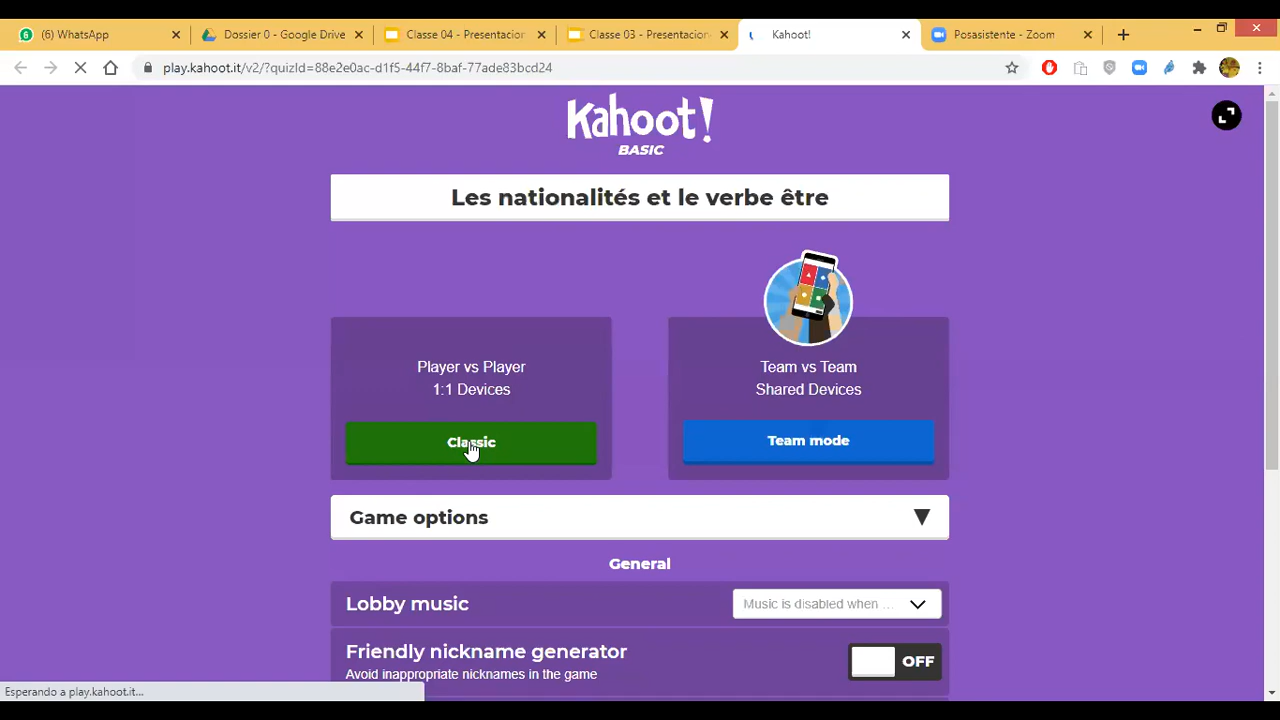 (6) WhatsApp
Dossier 0 - Google Drive
Classe 04 - Presentacion
Classe 03 - Presentacion
Kahoot!
Posasistente - Zoom
play.kahoot.it/v2/?quizId=88e2e0ac-d1f5-44f7-8baf-77ade83bcd24
Kahoot!
BASIC
Les nationalités et le verbe être
Player vs Player
1:1 Devices
Classic
Team vs Team
Shared Devices
Team mode
Game options
General
Lobby music
Music is disabled when ...
Friendly nickname generator
Avoid inappropriate nicknames in the game
OFF
Esperando a play.kahoot.it...